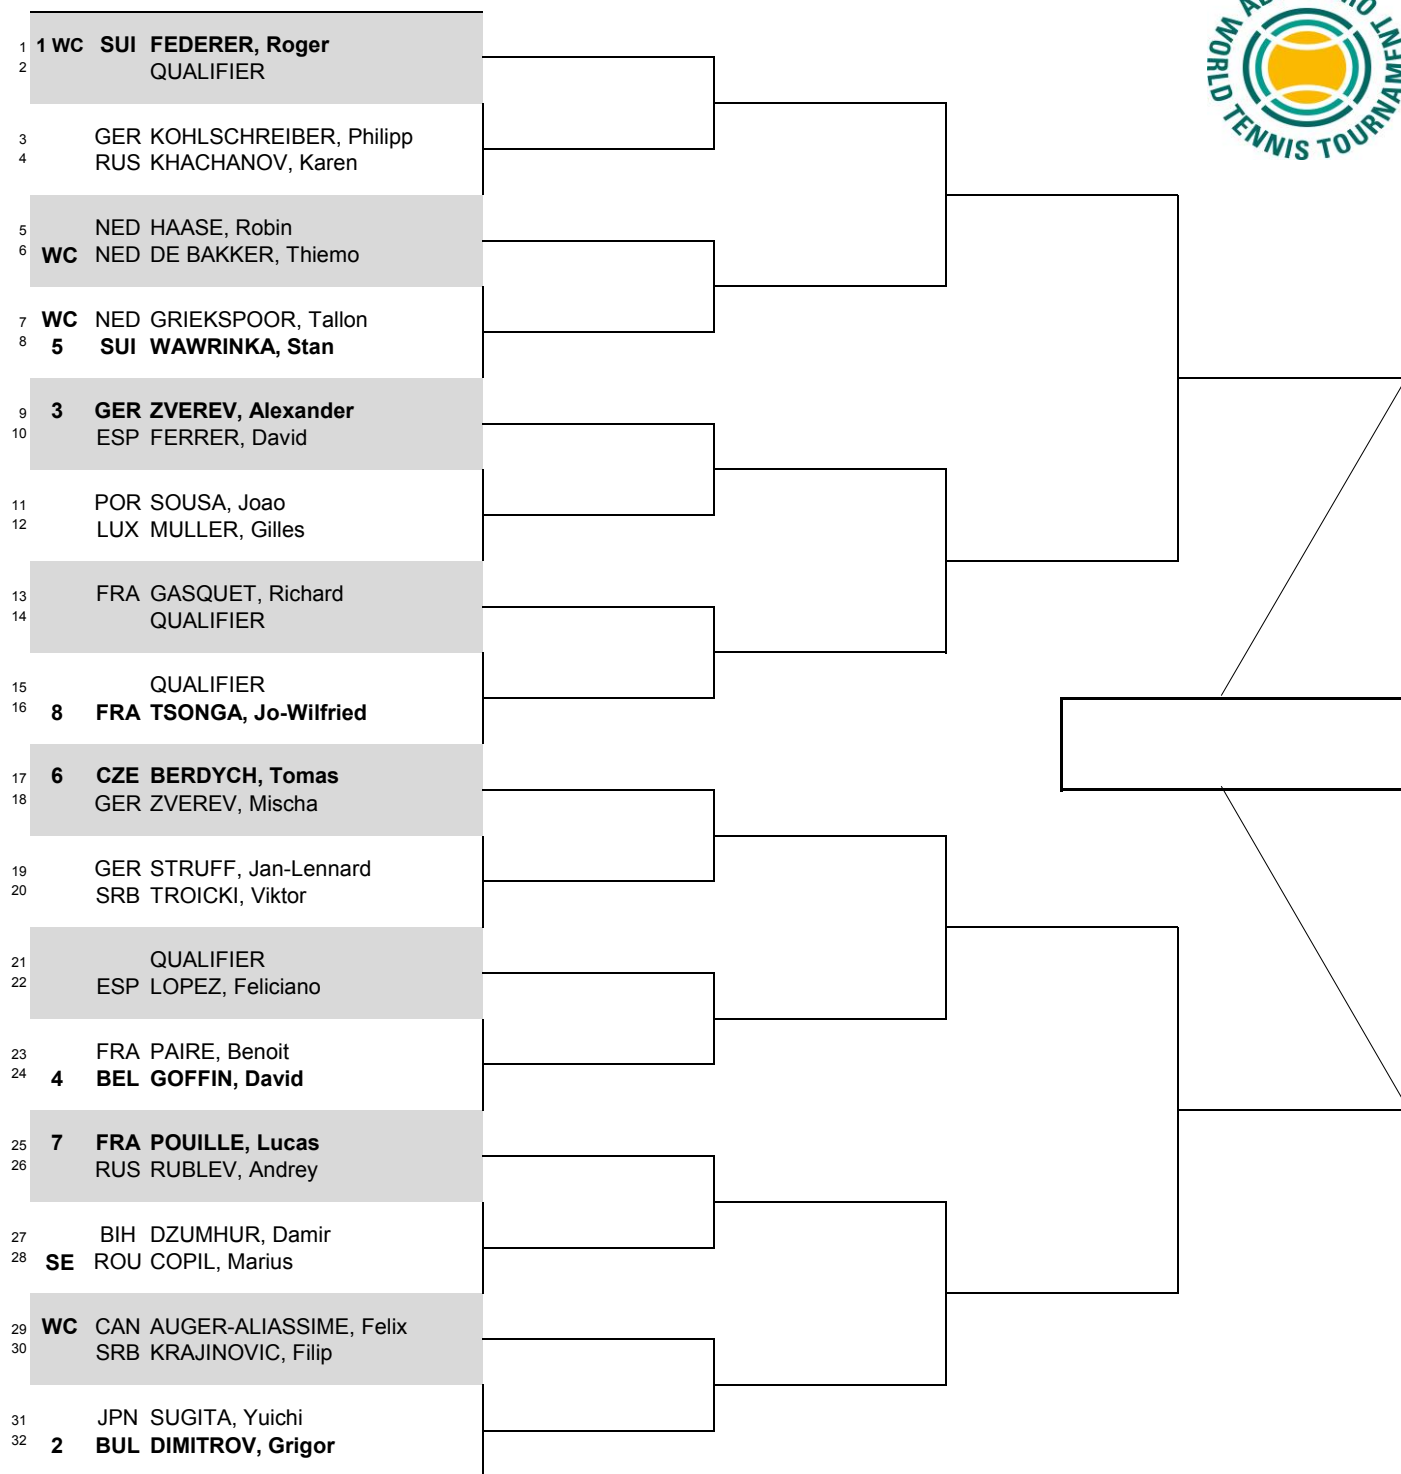 1 1 WC SUI FEDERER, Roger
2 QUALIFIER
3 GER KOHLSCHREIBER, Philipp
4 RUS KHACHANOV, Karen
5 NED HAASE, Robin
6 WC NED DE BAKKER, Thiemo
7 WC NED GRIEKSPOOR, Tallon
8 5 SUI WAWRINKA, Stan
9 3 GER ZVEREV, Alexander
10 ESP FERRER, David
11 POR SOUSA, Joao
12 LUX MULLER, Gilles
13 FRA GASQUET, Richard
14 QUALIFIER
15 QUALIFIER
16 8 FRA TSONGA, Jo-Wilfried
17 6 CZE BERDYCH, Tomas
18 GER ZVEREV, Mischa
19 GER STRUFF, Jan-Lennard
20 SRB TROICKI, Viktor
21 QUALIFIER
22 ESP LOPEZ, Feliciano
23 FRA PAIRE, Benoit
24 4 BEL GOFFIN, David
25 7 FRA POUILLE, Lucas
26 RUS RUBLEV, Andrey
27 BIH DZUMHUR, Damir
28 SE ROU COPIL, Marius
29 WC CAN AUGER-ALIASSIME, Felix
30 SRB KRAJINOVIC, Filip
31 JPN SUGITA, Yuichi
32 2 BUL DIMITROV, Grigor
WORLD TENNIS TOURNAMENT